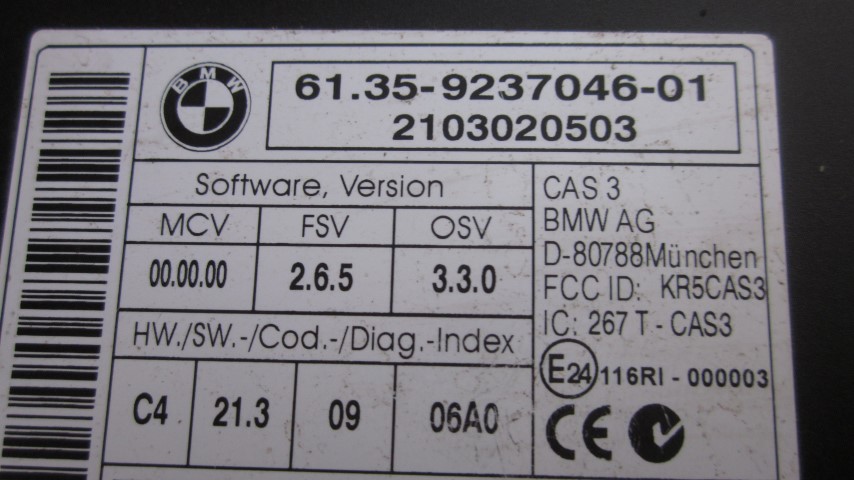 BMW
61.35-9237046-01
2103020503
Software, Version
MCV FSV OSV
00.00.00 2.6.5 3.3.0
HW./SW.-/Cod.-/Diag.-Index
C4 21.3 09 06A0
CAS 3
BMW AG
D-80788München
FCC ID: KR5CAS3
IC: 267 T - CAS3
E24 116RI - 000003
CE